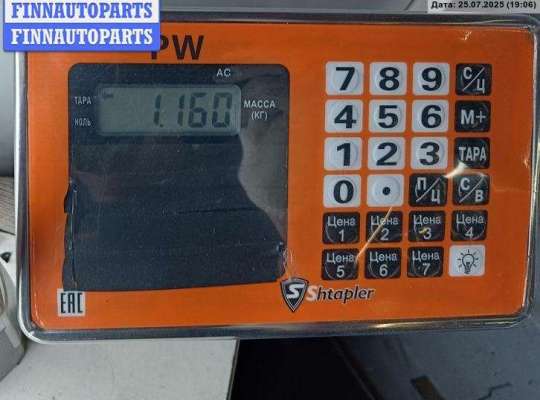 FINNAUTOPARTS
FINNAUTOPARTS
Дата: 25.07.2025 (19:06)
PW
AC
ТАРА
НОЛЬ
1.160
МАССА
(КГ)
7 8 9 С/Ц
4 5 6 М+
1 2 3 ТАРА
0 . П/Ц С/В
Цена 1 Цена 2 Цена 3 Цена 4
Цена 5 Цена 6 Цена 7
EAC
S Shtapler